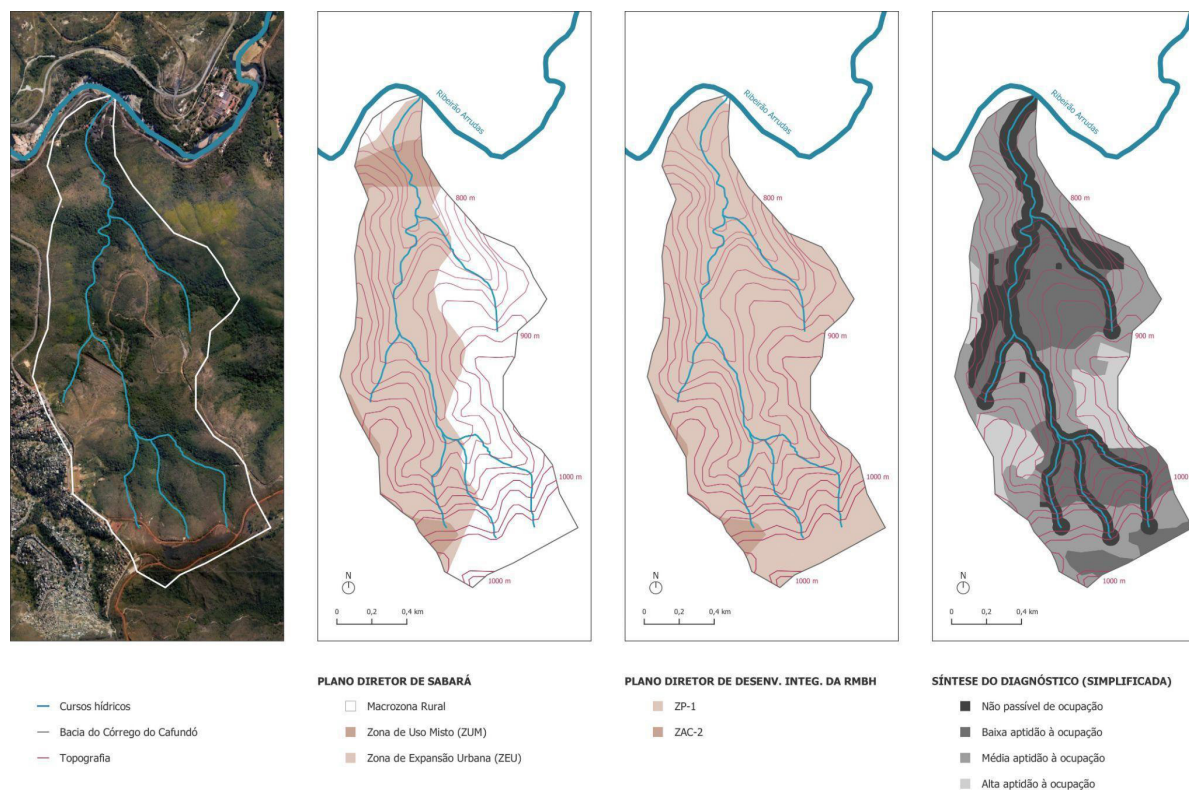 Ribeirão Arrudas
800 m
900 m
1000 m
1000 m
N
0 0,2 0,4 km
Ribeirão Arrudas
800 m
900 m
1000 m
1000 m
N
0 0,2 0,4 km
800 m
900 m
1000
1000 m
N
0 0,2 0,4 km
Cursos hídricos
Bacia do Córrego do Cafundó
Topografia
PLANO DIRETOR DE SABARÁ
Macrozona Rural
Zona de Uso Misto (ZUM)
Zona de Expansão Urbana (ZEU)
PLANO DIRETOR DE DESENV. INTEG. DA RMBH
ZP-1
ZAC-2
SÍNTESE DO DIAGNÓSTICO (SIMPLIFICADA)
Não passível de ocupação
Baixa aptidão à ocupação
Média aptidão à ocupação
Alta aptidão à ocupação